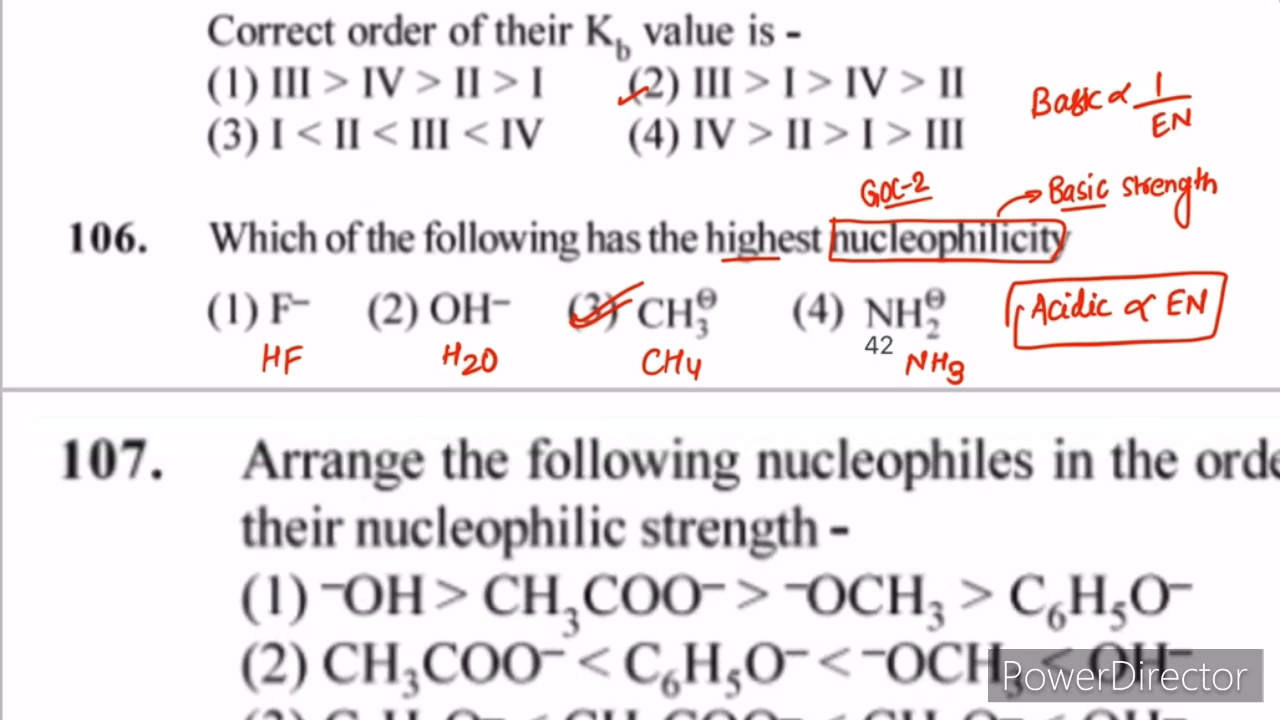 Correct order of their Kb value is -
(1) III > IV > II > I (2) III > I > IV > II
Basic ∝ 1/EN
(3) I < II < III < IV (4) IV > II > I > III
GOC-2
→ Basic strength
106. Which of the following has the highest nucleophilicity
(1) F⁻ (2) OH⁻ (3) CH₃⊖ (4) NH₂⊖
Acidic ∝ EN
42
HF H2O CH4 NH3
107. Arrange the following nucleophiles in the orde
their nucleophilic strength -
(1) ⁻OH > CH₃COO⁻ > ⁻OCH₃ > C₆H₅O⁻
(2) CH₃COO⁻ < C₆H₅O⁻ < ⁻OCH₃ < OH⁻
PowerDirector